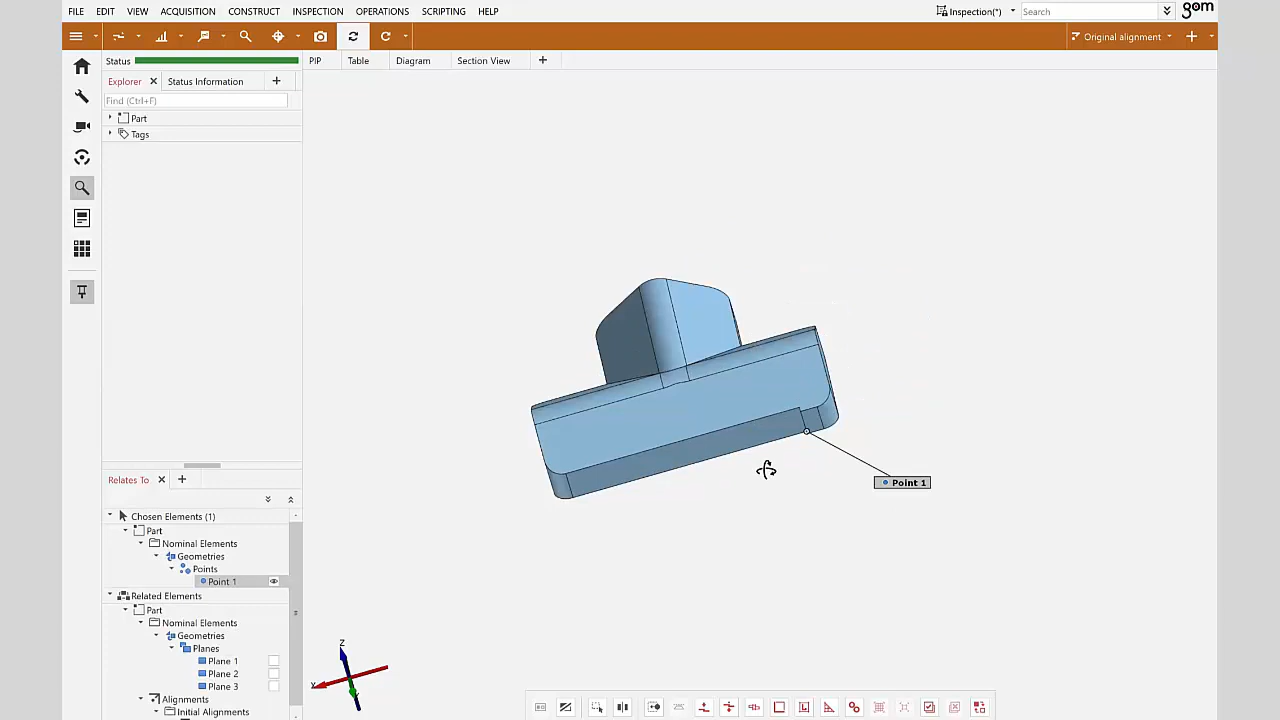 FILE EDIT VIEW ACQUISITION CONSTRUCT INSPECTION OPERATIONS SCRIPTING HELP Inspection(*) Search gom
Original alignment
Status PIP Table Diagram Section View
Explorer Status Information
Find (Ctrl+F)
Part
Tags
Point 1
Relates To
Chosen Elements (1)
Part
Nominal Elements
Geometries
Points
Point 1
Related Elements
Part
Nominal Elements
Geometries
Planes
Plane 1
Plane 2
Plane 3
Alignments
Initial Alignments
Z
X